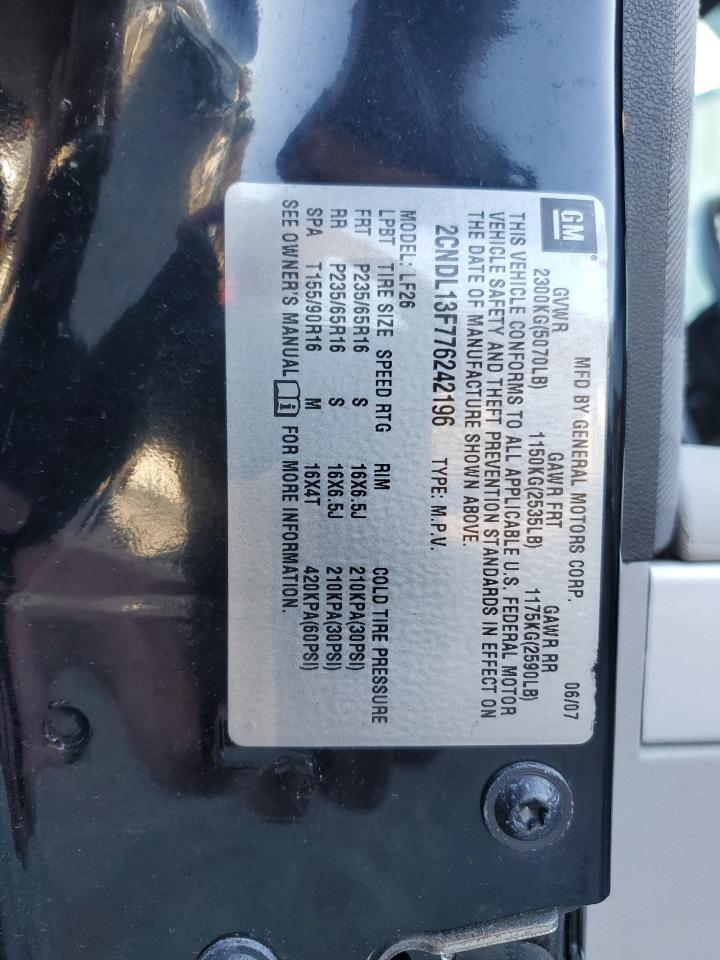 GM®
MFD BY GENERAL MOTORS CORP. 06/07
GVWR GAWR FRT GAWR RR
2300KG(5070LB) 1150KG(2535LB) 1175KG(2590LB)
THIS VEHICLE CONFORMS TO ALL APPLICABLE U.S. FEDERAL MOTOR
VEHICLE SAFETY AND THEFT PREVENTION STANDARDS IN EFFECT ON
THE DATE OF MANUFACTURE SHOWN ABOVE.
2CNDL13F776242196 TYPE: M.P.V.
MODEL: LF26
LPBT TIRE SIZE SPEED RTG RIM COLD TIRE PRESSURE
FRT P235/65R16 S 16X6.5J 210KPA(30PSI)
RR P235/65R16 S 16X6.5J 210KPA(30PSI)
SPA T155/90R16 M 16X4T 420KPA(60PSI)
SEE OWNER'S MANUAL i FOR MORE INFORMATION.